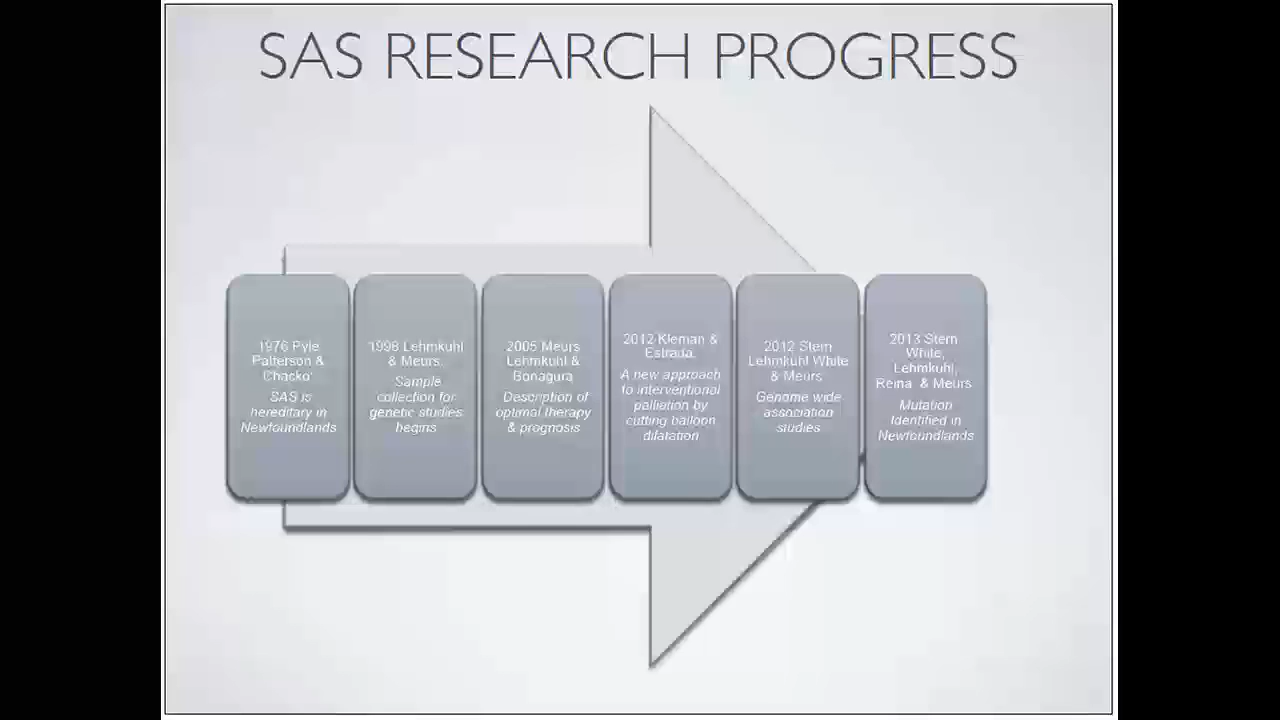 SAS RESEARCH PROGRESS
1976 Pyle
Patterson &
Chacko
SAS is
hereditary in
Newfoundlands
1998 Lehmkuhl
& Meurs.
Sample
collection for
genetic studies
begins
2005 Meurs
Lehmkuhl &
Bonagura
Description of
optimal therapy
& prognosis
2012 Kleman &
Estrada.
A new approach
to interventional
palliation by
cutting balloon
dilatation
2012 Stern
Lehmkuhl White
& Meurs
Genome wide
association
studies
2013 Stern
White,
Lehmkuhl,
Reina & Meurs
Mutation
Identified in
Newfoundlands